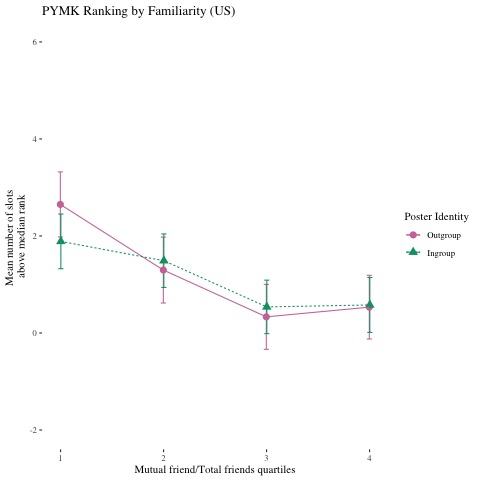 PYMK Ranking by Familiarity (US)
6
4
2
0
-2
Mean number of slots
above median rank
1
2
3
4
Mutual friend/Total friends quartiles
Poster Identity
Outgroup
Ingroup